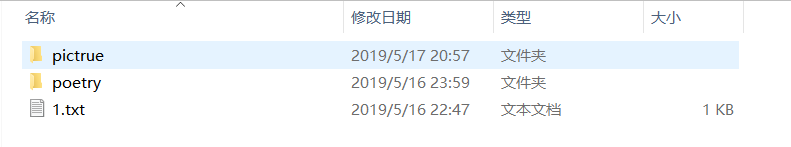 名称 修改日期 类型 大小
pictrue 2019/5/17 20:57 文件夹
poetry 2019/5/16 23:59 文件夹
1.txt 2019/5/16 22:47 文本文档 1 KB